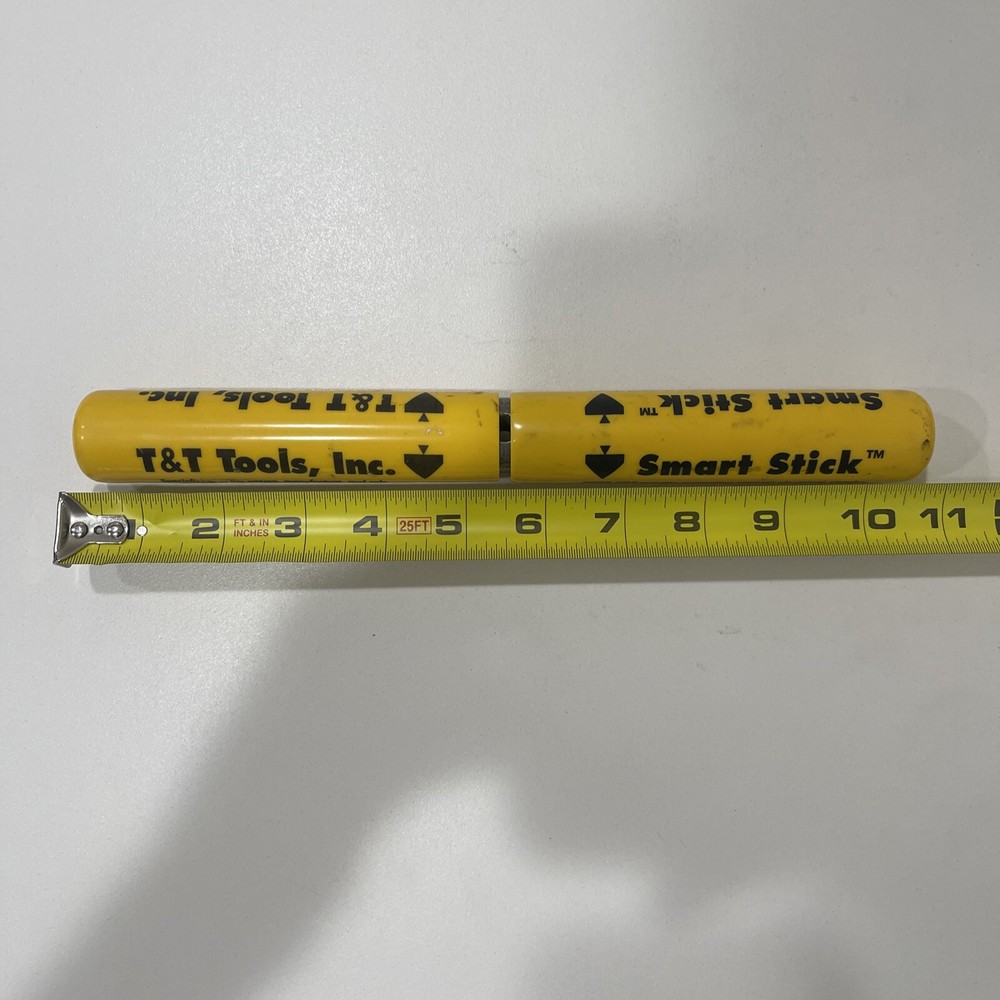 T&T Tools, Inc.
Smart Stick™
T&T Tools, Inc.
Smart Stick™
2 FT & IN INCHES 3 4 25FT 5 6 7 8 9 10 11